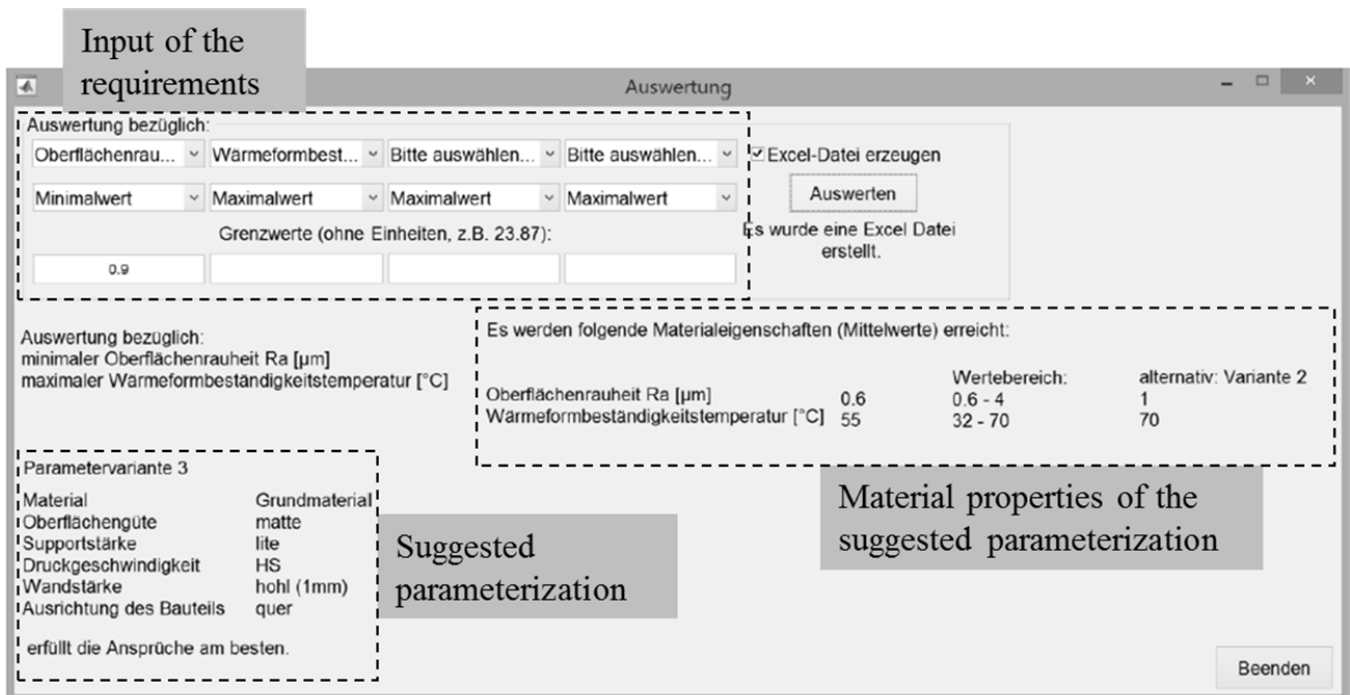 Input of the
requirements
Auswertung
Auswertung bezüglich:
Oberflächenrau... Wärmeformbest... Bitte auswählen... Bitte auswählen... Excel-Datei erzeugen
Minimalwert Maximalwert Maximalwert Maximalwert Auswerten
Grenzwerte (ohne Einheiten, z.B. 23.87):
Es wurde eine Excel Datei
erstellt.
0.9
Auswertung bezüglich:
minimaler Oberflächenrauheit Ra [µm]
maximaler Wärmeformbeständigkeitstemperatur [°C]
Es werden folgende Materialeigenschaften (Mittelwerte) erreicht:
Wertebereich: alternativ: Variante 2
Oberflächenrauheit Ra [µm] 0.6 0.6 - 4 1
Wärmeformbeständigkeitstemperatur [°C] 55 32 - 70 70
Parametervariante 3
Material Grundmaterial
Oberflächengüte matte
Supportstärke lite
Druckgeschwindigkeit HS
Wandstärke hohl (1mm)
Ausrichtung des Bauteils quer
erfüllt die Ansprüche am besten.
Suggested
parameterization
Material properties of the
suggested parameterization
Beenden